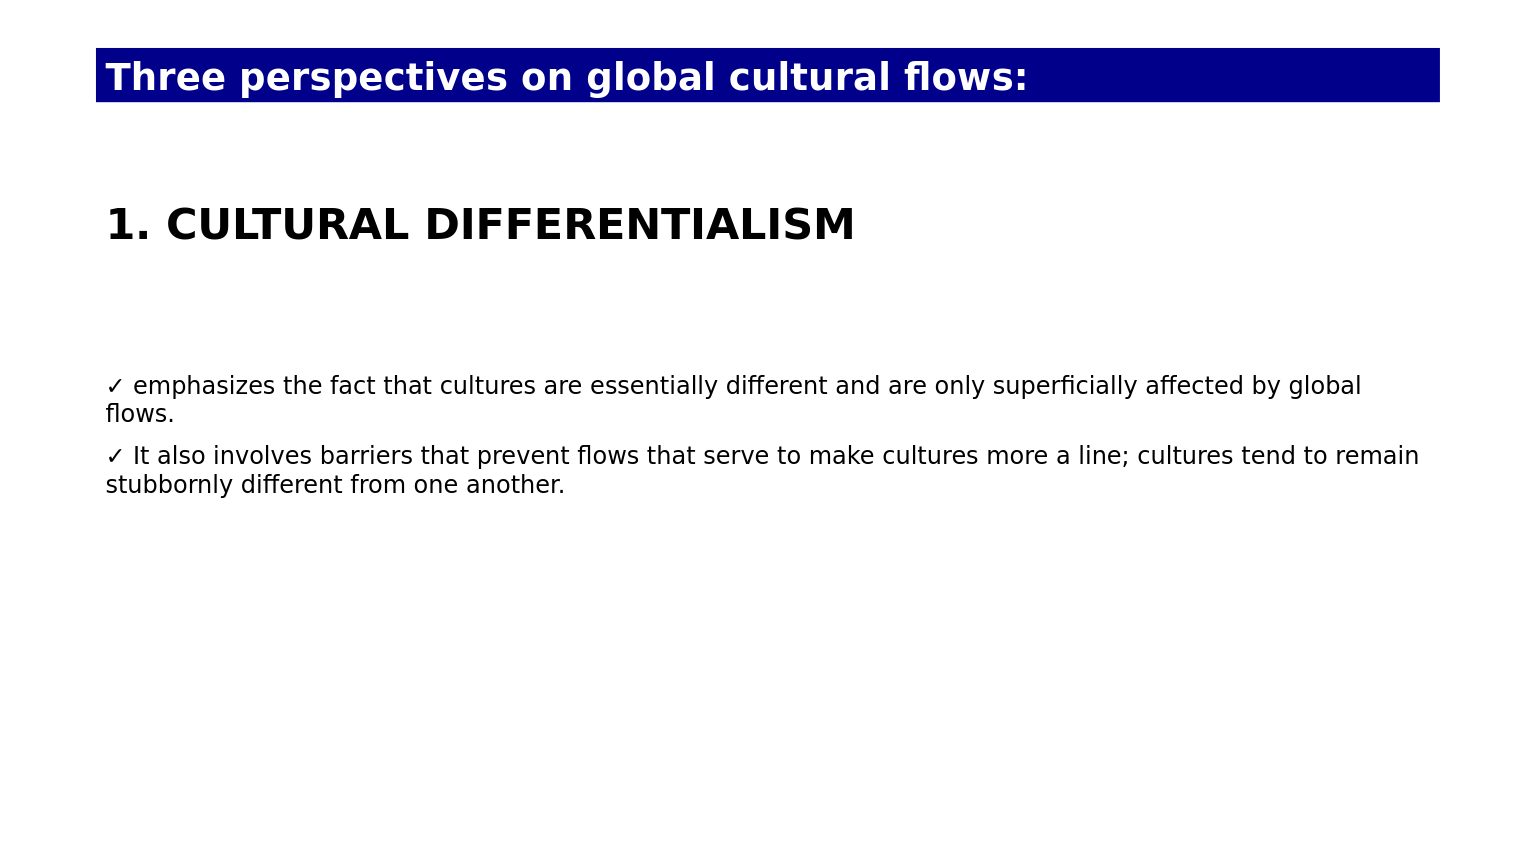 Three perspectives on global cultural flows:
1. CULTURAL DIFFERENTIALISM
✓ emphasizes the fact that cultures are essentially different and are only superficially affected by global
flows.
✓ It also involves barriers that prevent flows that serve to make cultures more a line; cultures tend to remain
stubbornly different from one another.